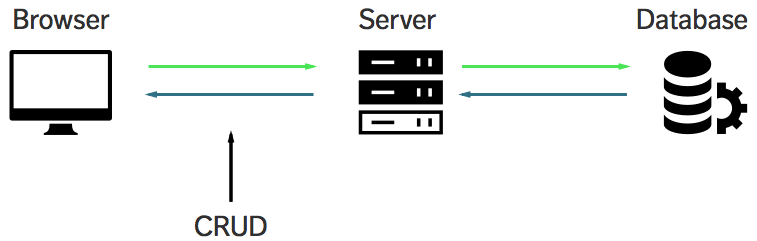 Browser
Server
Database
CRUD